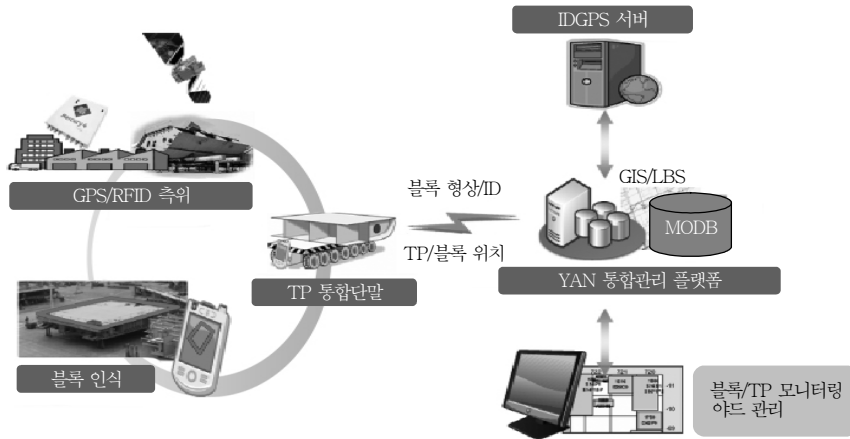 IDGPS 서버
GPS/RFID 측위
블록 형상/ID
GIS/LBS
MODB
TP/블록 위치
TP 통합단말
YAN 통합관리 플랫폼
블록 인식
블록/TP 모니터링
야드 관리